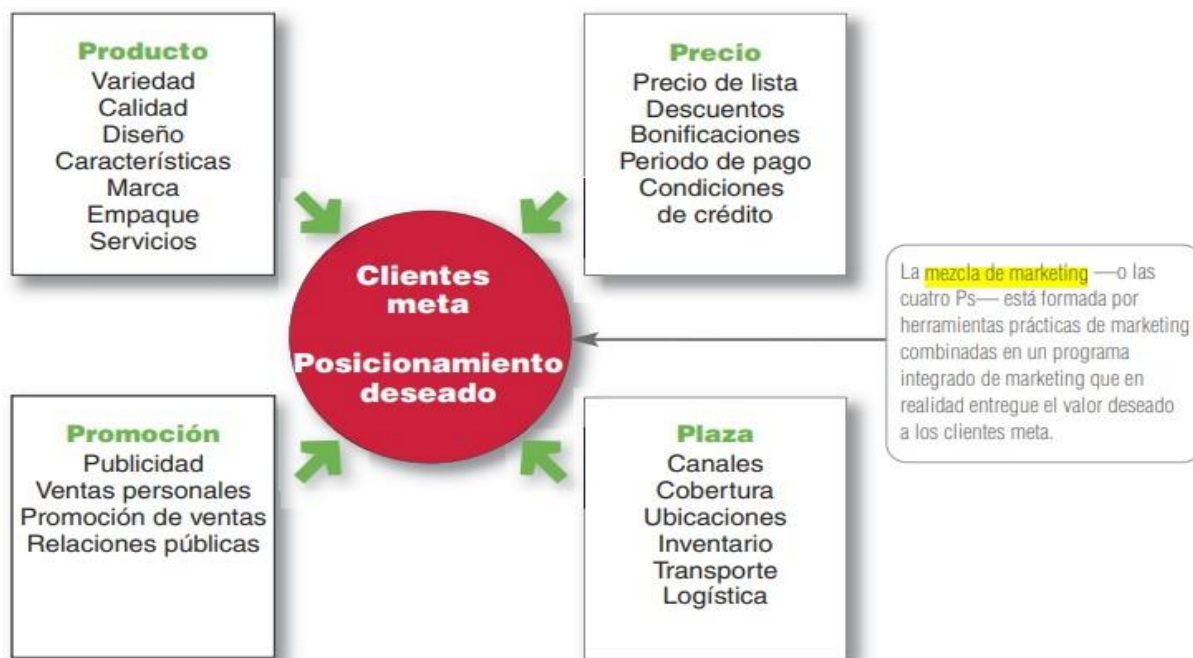 Producto
Variedad
Calidad
Diseño
Características
Marca
Empaque
Servicios
Precio
Precio de lista
Descuentos
Bonificaciones
Periodo de pago
Condiciones
de crédito
Clientes
meta
Posicionamiento
deseado
La mezcla de marketing —o las
cuatro Ps— está formada por
herramientas prácticas de marketing
combinadas en un programa
integrado de marketing que en
realidad entregue el valor deseado
a los clientes meta.
Promoción
Publicidad
Ventas personales
Promoción de ventas
Relaciones públicas
Plaza
Canales
Cobertura
Ubicaciones
Inventario
Transporte
Logística